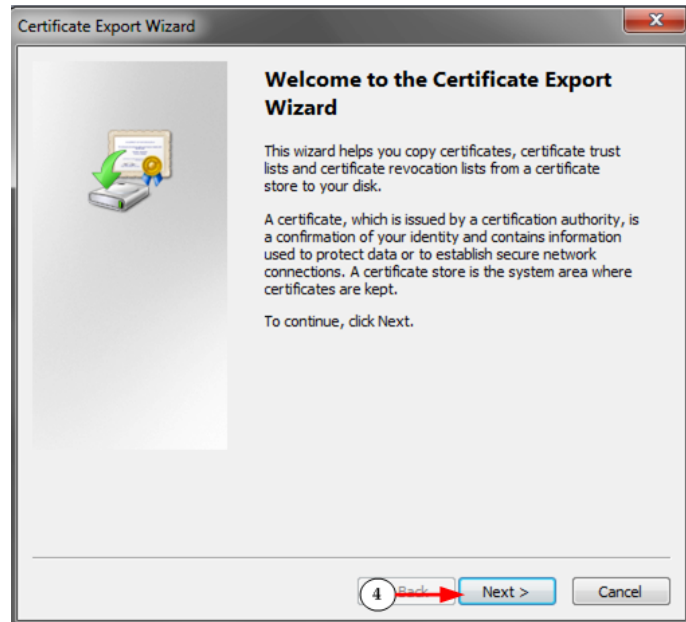 Certificate Export Wizard
Welcome to the Certificate Export
Wizard
This wizard helps you copy certificates, certificate trust
lists and certificate revocation lists from a certificate
store to your disk.
A certificate, which is issued by a certification authority, is
a confirmation of your identity and contains information
used to protect data or to establish secure network
connections. A certificate store is the system area where
certificates are kept.
To continue, click Next.
4 Back Next > Cancel